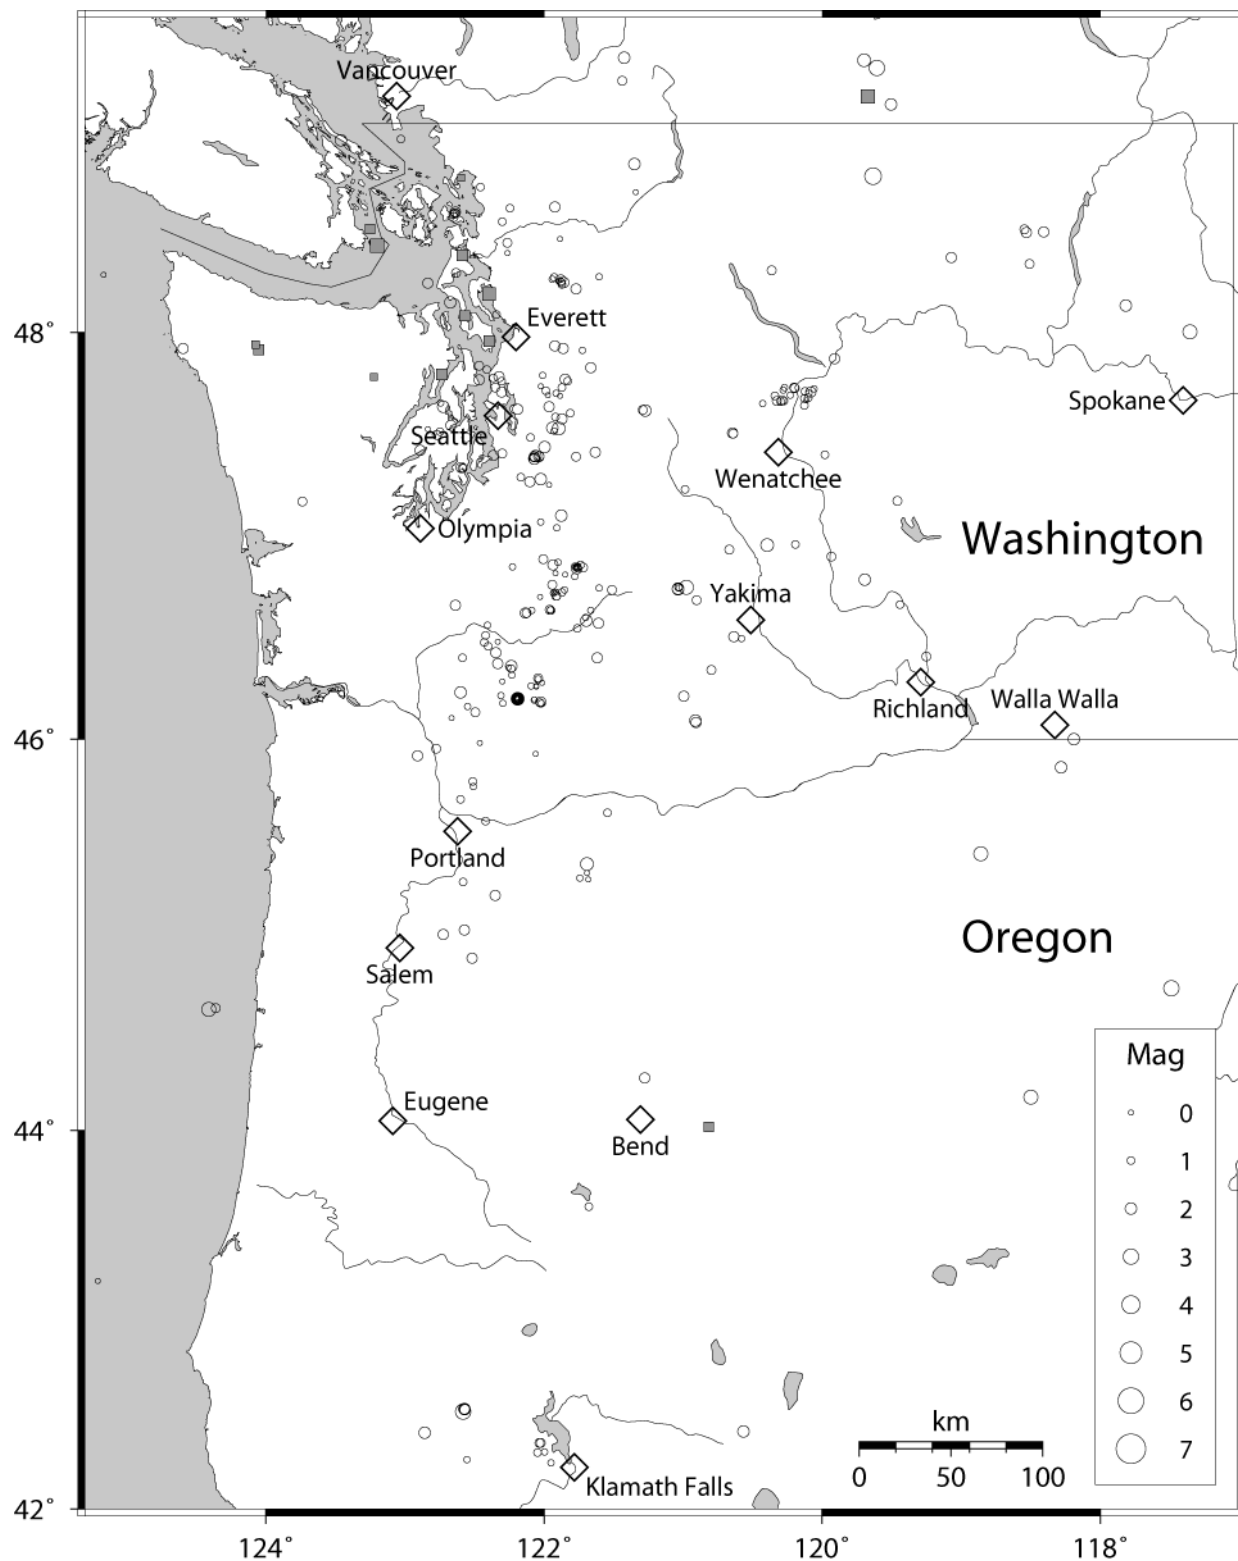 Vancouver
Everett
48°
Spokane
Seattle
Wenatchee
Olympia
Washington
Yakima
Richland
Walla Walla
46°
Portland
Oregon
Salem
Mag
0
1
2
3
4
5
6
7
Eugene
44°
Bend
km
0 50 100
Klamath Falls
42°
124° 122° 120° 118°